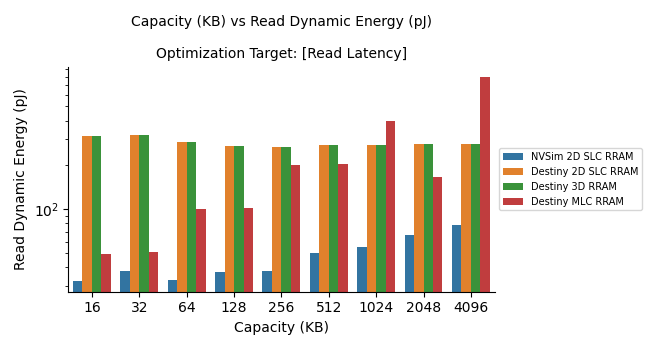 Capacity (KB) vs Read Dynamic Energy (pJ)
Optimization Target: [Read Latency]
Read Dynamic Energy (pJ)
10²
NVSim 2D SLC RRAM
Destiny 2D SLC RRAM
Destiny 3D RRAM
Destiny MLC RRAM
16 32 64 128 256 512 1024 2048 4096
Capacity (KB)